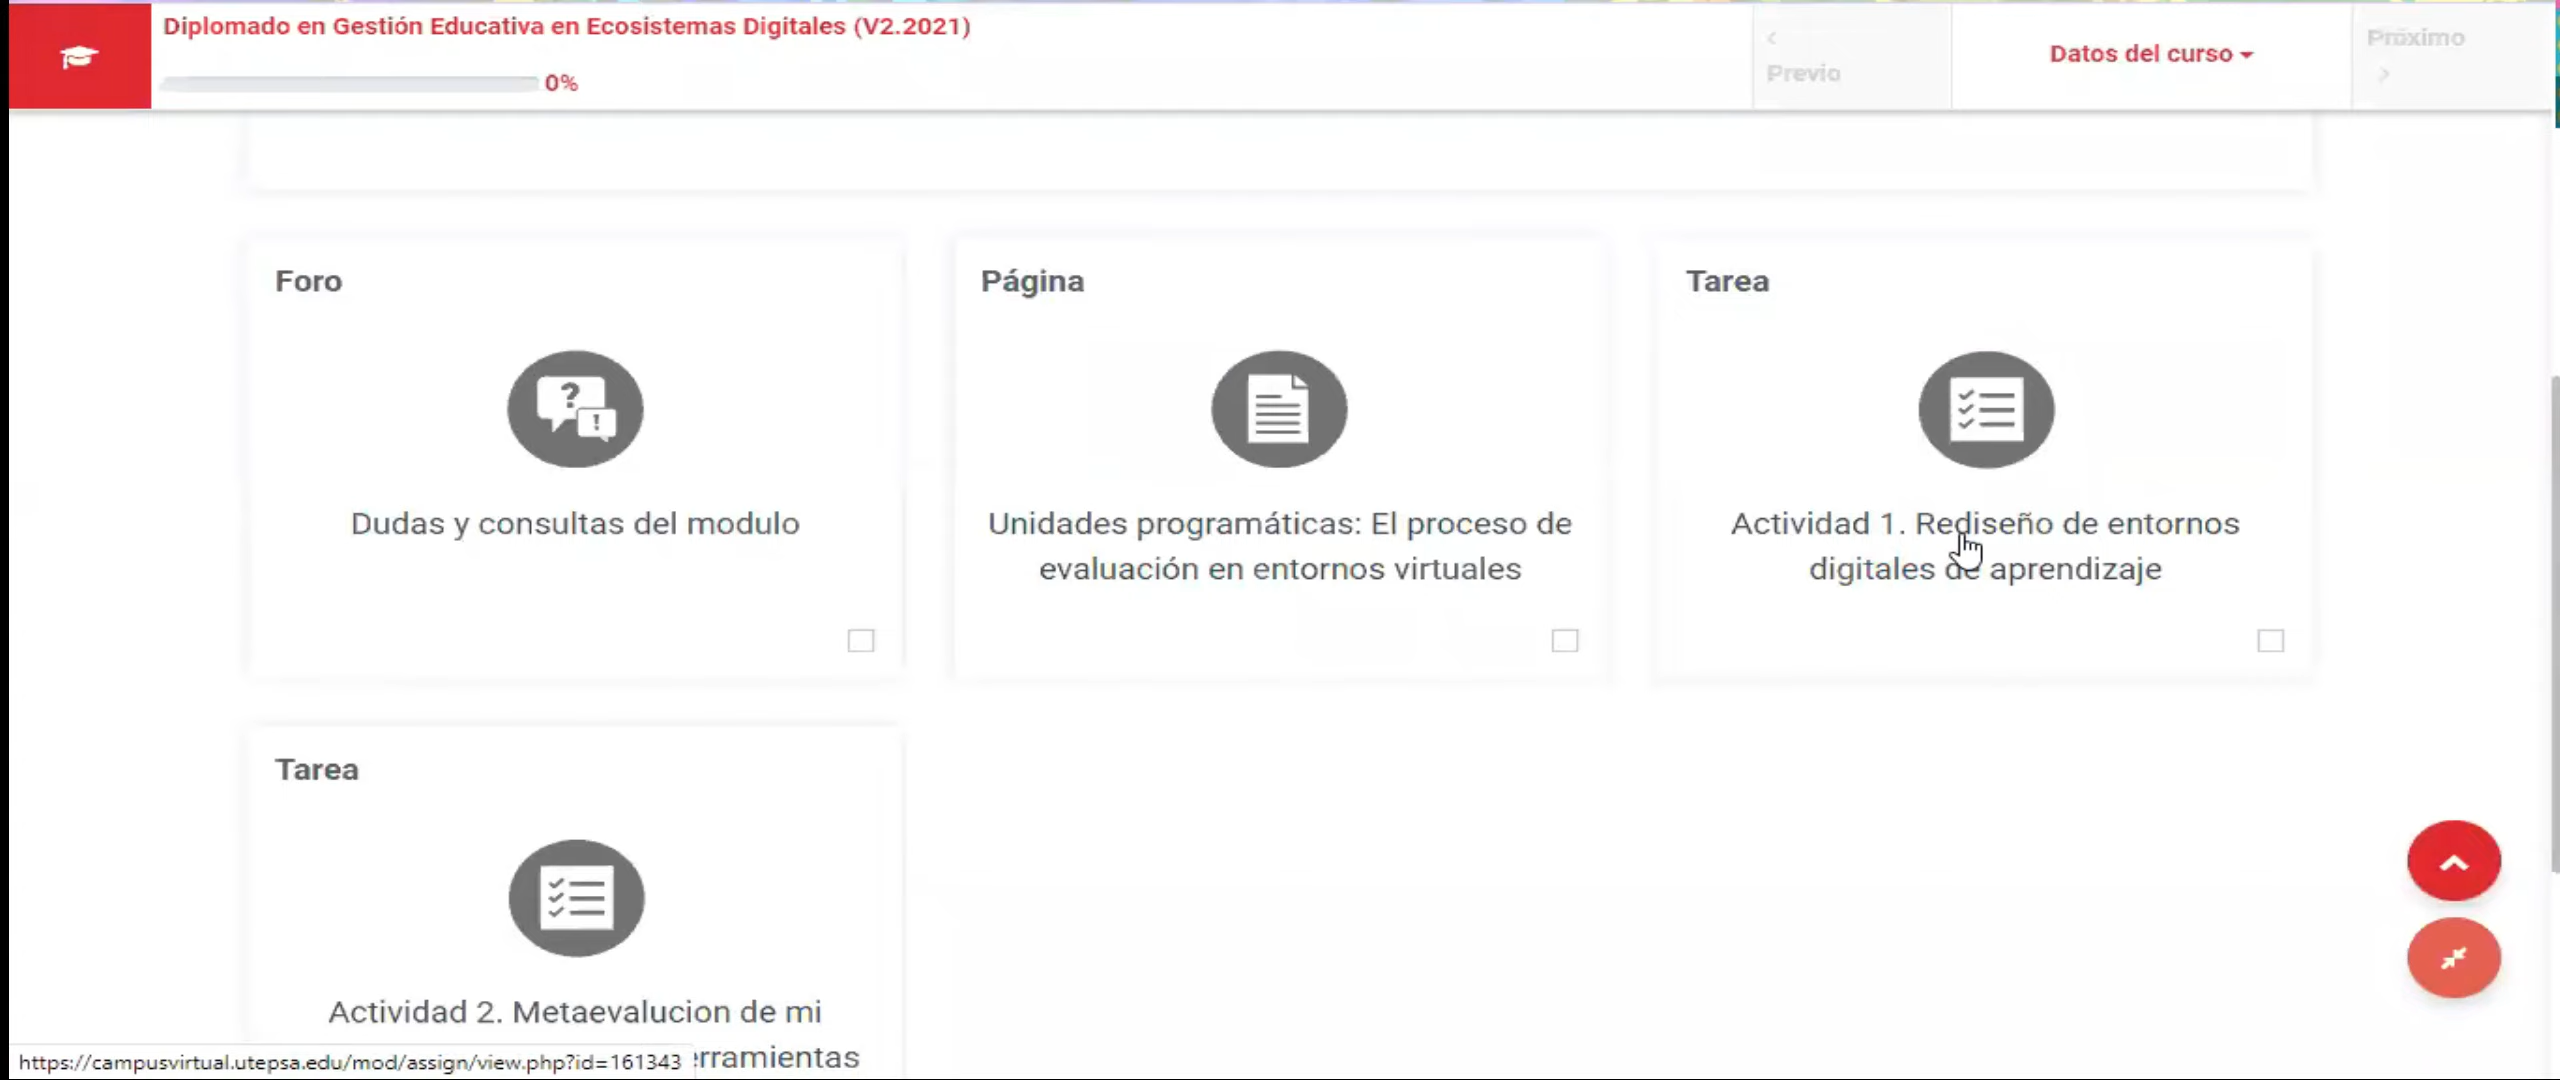 Diplomado en Gestión Educativa en Ecosistemas Digitales (V2.2021)
0%
Previo
Datos del curso
Próximo
Foro
Dudas y consultas del modulo
Página
Unidades programáticas: El proceso de
evaluación en entornos virtuales
Tarea
Actividad 1. Rediseño de entornos
digitales de aprendizaje
Tarea
Actividad 2. Metaevalucion de mi
erramientas
https://campusvirtual.utepsa.edu/mod/assign/view.php?id=161343